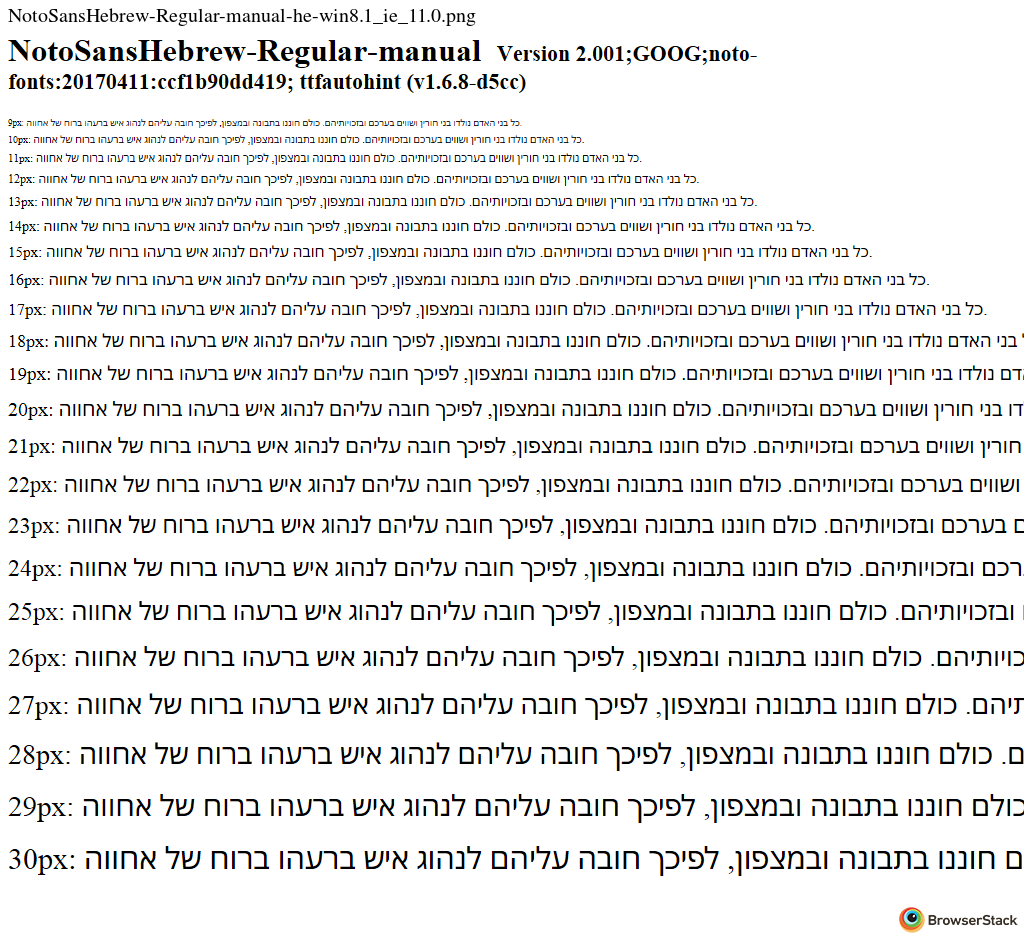 NotoSansHebrew-Regular-manual-he-win8.1_ie_11.0.png
NotoSansHebrew-Regular-manual Version 2.001;GOOG;noto-
fonts:20170411:ccf1b90dd419; ttfautohint (v1.6.8-d5cc)
9px: כל בני האדם נולדו בני חורין ושווים בערכם ובזכויותיהם. כולם חוננו בתבונה ובמצפון, לפיכך חובה עליהם לנהוג איש ברעהו ברוח של אחווה.
10px: כל בני האדם נולדו בני חורין ושווים בערכם ובזכויותיהם. כולם חוננו בתבונה ובמצפון, לפיכך חובה עליהם לנהוג איש ברעהו ברוח של אחווה.
11px: כל בני האדם נולדו בני חורין ושווים בערכם ובזכויותיהם. כולם חוננו בתבונה ובמצפון, לפיכך חובה עליהם לנהוג איש ברעהו ברוח של אחווה.
12px: כל בני האדם נולדו בני חורין ושווים בערכם ובזכויותיהם. כולם חוננו בתבונה ובמצפון, לפיכך חובה עליהם לנהוג איש ברעהו ברוח של אחווה.
13px: כל בני האדם נולדו בני חורין ושווים בערכם ובזכויותיהם. כולם חוננו בתבונה ובמצפון, לפיכך חובה עליהם לנהוג איש ברעהו ברוח של אחווה.
14px: כל בני האדם נולדו בני חורין ושווים בערכם ובזכויותיהם. כולם חוננו בתבונה ובמצפון, לפיכך חובה עליהם לנהוג איש ברעהו ברוח של אחווה.
15px: כל בני האדם נולדו בני חורין ושווים בערכם ובזכויותיהם. כולם חוננו בתבונה ובמצפון, לפיכך חובה עליהם לנהוג איש ברעהו ברוח של אחווה.
16px: כל בני האדם נולדו בני חורין ושווים בערכם ובזכויותיהם. כולם חוננו בתבונה ובמצפון, לפיכך חובה עליהם לנהוג איש ברעהו ברוח של אחווה.
17px: כל בני האדם נולדו בני חורין ושווים בערכם ובזכויותיהם. כולם חוננו בתבונה ובמצפון, לפיכך חובה עליהם לנהוג איש ברעהו ברוח של אחווה.
18px: בני האדם נולדו בני חורין ושווים בערכם ובזכויותיהם. כולם חוננו בתבונה ובמצפון, לפיכך חובה עליהם לנהוג איש ברעהו ברוח של אחווה
19px: נולדו בני חורין ושווים בערכם ובזכויותיהם. כולם חוננו בתבונה ובמצפון, לפיכך חובה עליהם לנהוג איש ברעהו ברוח של אחווה
20px: בני חורין ושווים בערכם ובזכויותיהם. כולם חוננו בתבונה ובמצפון, לפיכך חובה עליהם לנהוג איש ברעהו ברוח של אחווה
21px: חורין ושווים בערכם ובזכויותיהם. כולם חוננו בתבונה ובמצפון, לפיכך חובה עליהם לנהוג איש ברעהו ברוח של אחווה
22px: ושווים בערכם ובזכויותיהם. כולם חוננו בתבונה ובמצפון, לפיכך חובה עליהם לנהוג איש ברעהו ברוח של אחווה
23px: בערכם ובזכויותיהם. כולם חוננו בתבונה ובמצפון, לפיכך חובה עליהם לנהוג איש ברעהו ברוח של אחווה
24px: ובזכויותיהם. כולם חוננו בתבונה ובמצפון, לפיכך חובה עליהם לנהוג איש ברעהו ברוח של אחווה
25px: ובזכויותיהם. כולם חוננו בתבונה ובמצפון, לפיכך חובה עליהם לנהוג איש ברעהו ברוח של אחווה
26px: כולם חוננו בתבונה ובמצפון, לפיכך חובה עליהם לנהוג איש ברעהו ברוח של אחווה
27px: כולם חוננו בתבונה ובמצפון, לפיכך חובה עליהם לנהוג איש ברעהו ברוח של אחווה
28px: כולם חוננו בתבונה ובמצפון, לפיכך חובה עליהם לנהוג איש ברעהו ברוח של אחווה
29px: כולם חוננו בתבונה ובמצפון, לפיכך חובה עליהם לנהוג איש ברעהו ברוח של אחווה
30px: חוננו בתבונה ובמצפון, לפיכך חובה עליהם לנהוג איש ברעהו ברוח של אחווה
BrowserStack